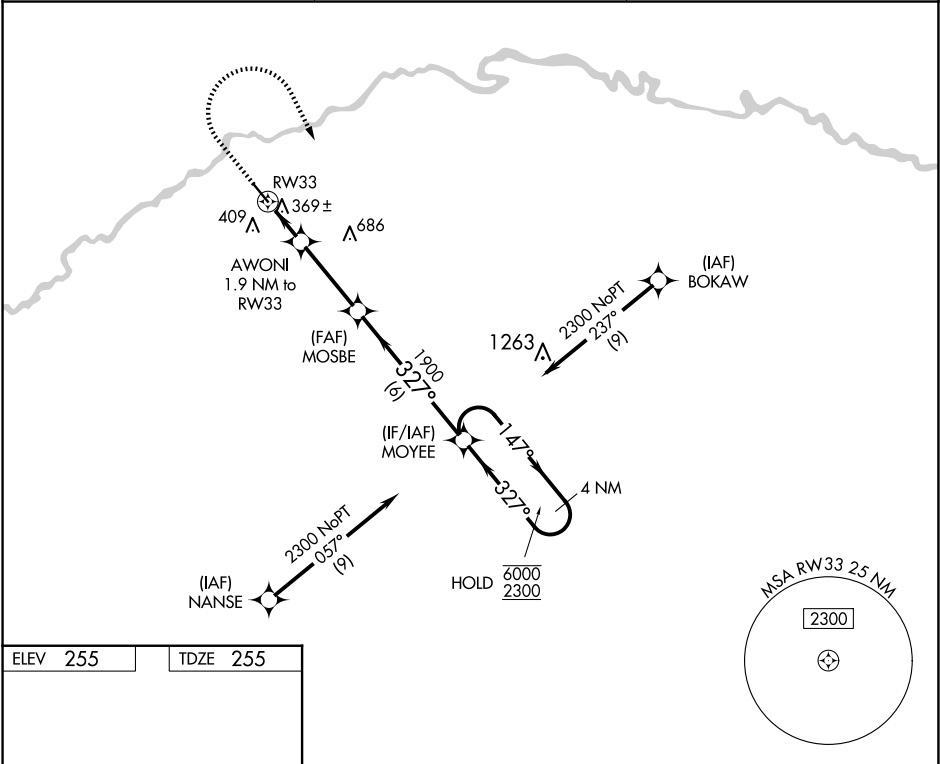 RW33
369 ±
409
686
AWONI
1.9 NM to
RW33
(IAF)
BOKAW
2300 NoPT
237°
(9)
(FAF)
MOSBE
1263
1900
327°
(6)
(IF/IAF)
MOYEE
147°
327°
4 NM
2300 NoPT
057°
(9)
HOLD 6000
2300
(IAF)
NANSE
MSA RW33 25 NM
2300
ELEV 255
TDZE 255